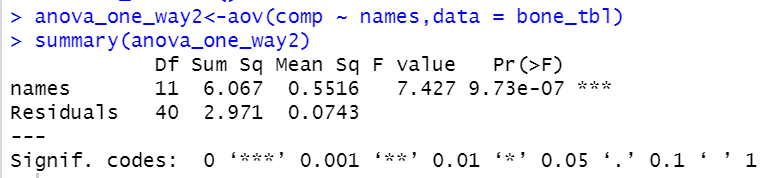 > anova_one_way2<-aov(comp ~ names,data = bone_tbl)
> summary(anova_one_way2)
            Df Sum Sq Mean Sq F value   Pr(>F)    
names       11  6.067  0.5516   7.427 9.73e-07 ***
Residuals   40  2.971  0.0743
---
Signif. codes:  0 ‘***’ 0.001 ‘**’ 0.01 ‘*’ 0.05 ‘.’ 0.1 ‘ ’ 1